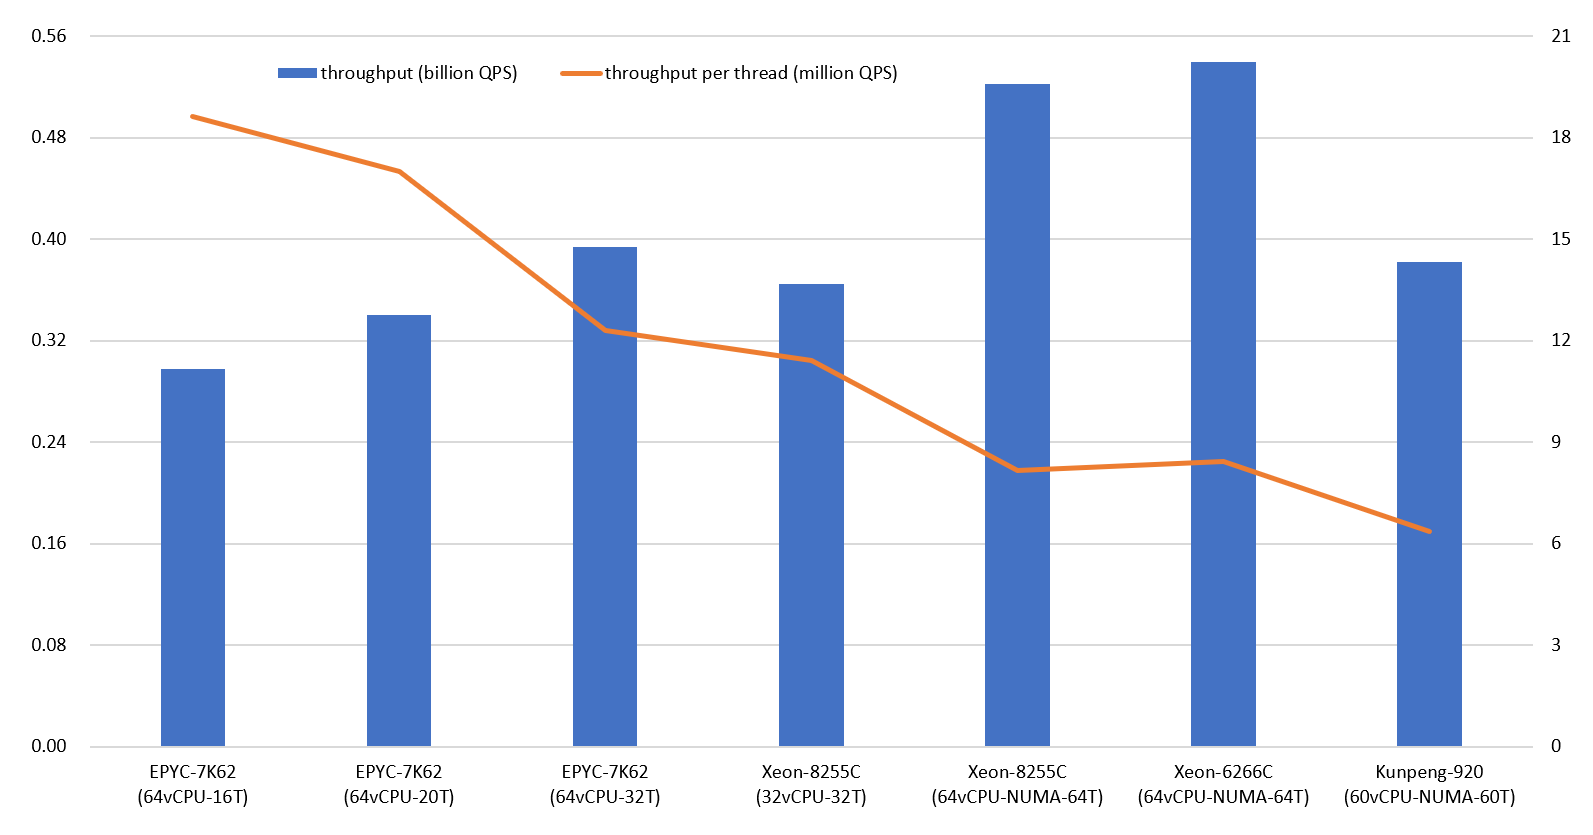 throughput (billion QPS)
throughput per thread (million QPS)
0.56
0.48
0.40
0.32
0.24
0.16
0.08
0.00
21
18
15
12
9
6
3
0
EPYC-7K62
(64vCPU-16T)
EPYC-7K62
(64vCPU-20T)
EPYC-7K62
(64vCPU-32T)
Xeon-8255C
(32vCPU-32T)
Xeon-8255C
(64vCPU-NUMA-64T)
Xeon-6266C
(64vCPU-NUMA-64T)
Kunpeng-920
(60vCPU-NUMA-60T)